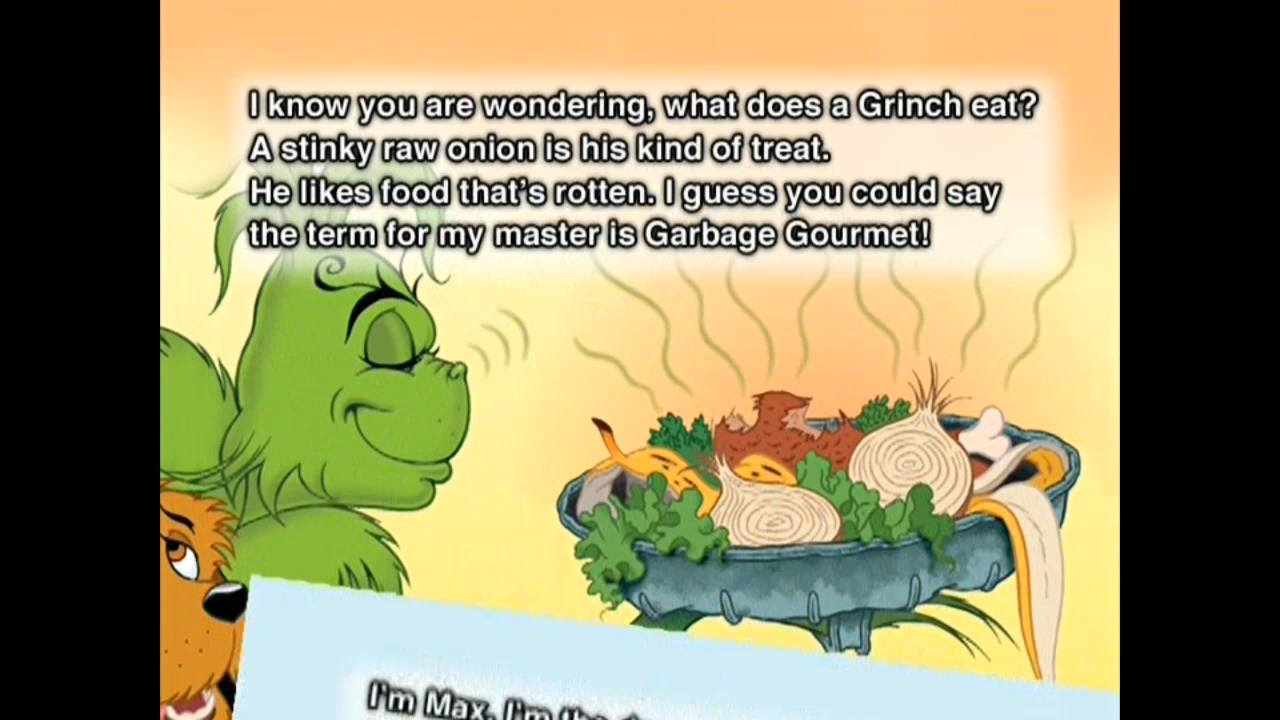 I know you are wondering, what does a Grinch eat?
A stinky raw onion is his kind of treat.
He likes food that's rotten. I guess you could say
the term for my master is Garbage Gourmet!
I'm Max. I'm the